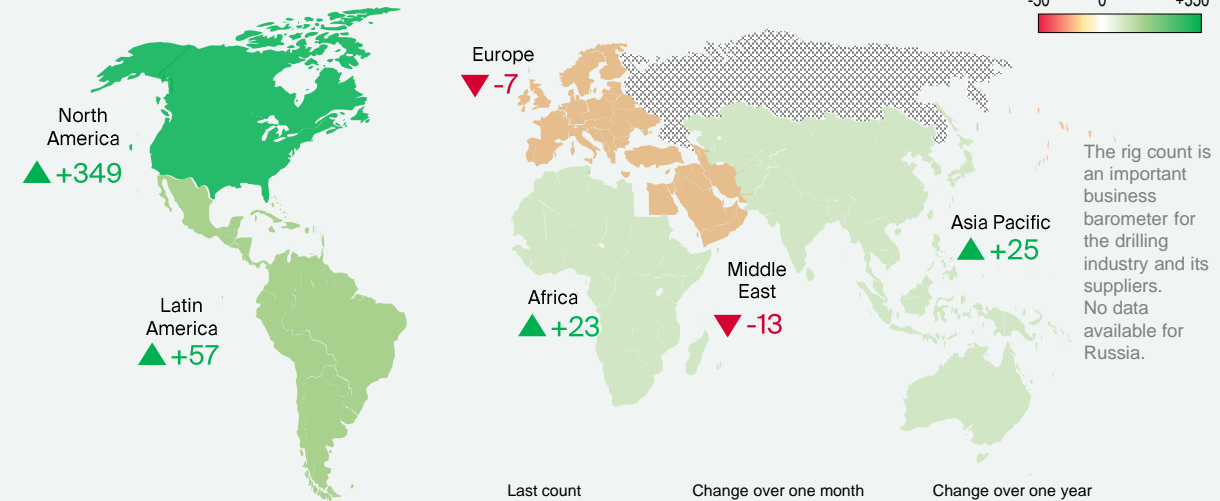 -50 0 +350
Europe
-7
North
America
+349
The rig count is
an important
business
barometer for
the drilling
industry and its
suppliers.
No data
available for
Russia.
Asia Pacific
+25
Middle
East
-13
Africa
+23
Latin
America
+57
Last count Change over one month Change over one year